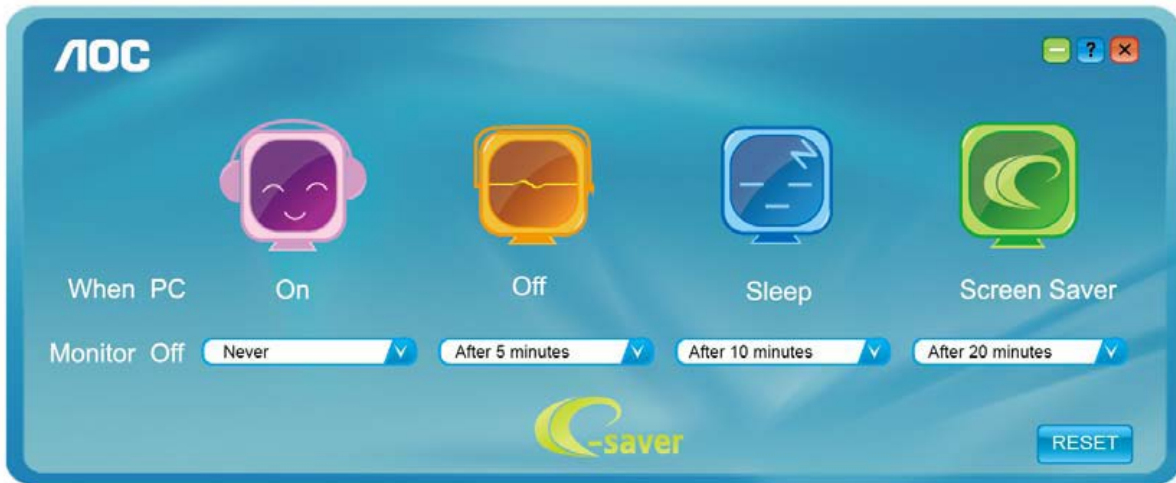 AOC
?
When PC On Off Sleep Screen Saver
Monitor Off Never After 5 minutes After 10 minutes After 20 minutes
e-saver
RESET